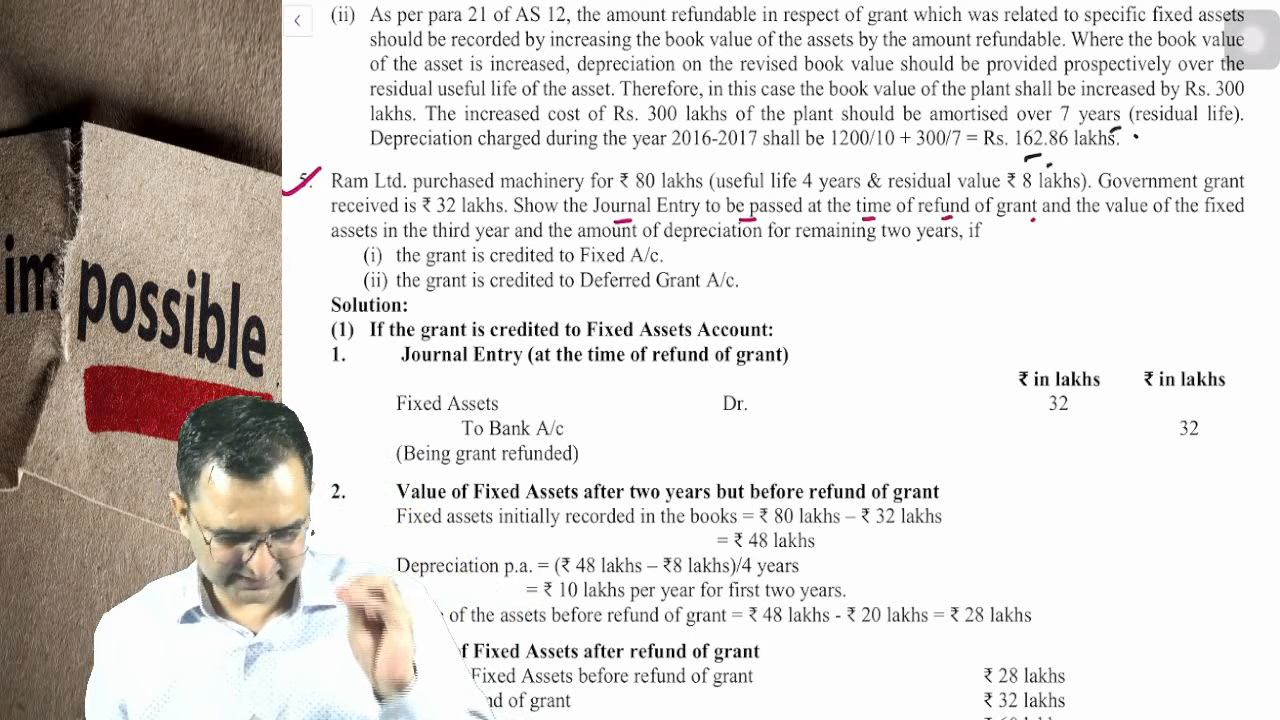 (ii) As per para 21 of AS 12, the amount refundable in respect of grant which was related to specific fixed assets
should be recorded by increasing the book value of the assets by the amount refundable. Where the book value
of the asset is increased, depreciation on the revised book value should be provided prospectively over the
residual useful life of the asset. Therefore, in this case the book value of the plant shall be increased by Rs. 300
lakhs. The increased cost of Rs. 300 lakhs of the plant should be amortised over 7 years (residual life).
Depreciation charged during the year 2016-2017 shall be 1200/10 + 300/7 = Rs. 162.86 lakhs.
5. Ram Ltd. purchased machinery for ₹ 80 lakhs (useful life 4 years & residual value ₹ 8 lakhs). Government grant
received is ₹ 32 lakhs. Show the Journal Entry to be passed at the time of refund of grant and the value of the fixed
assets in the third year and the amount of depreciation for remaining two years, if
(i) the grant is credited to Fixed A/c.
(ii) the grant is credited to Deferred Grant A/c.
Solution:
(1) If the grant is credited to Fixed Assets Account:
1. Journal Entry (at the time of refund of grant)
₹ in lakhs ₹ in lakhs
Fixed Assets Dr. 32
To Bank A/c 32
(Being grant refunded)
2. Value of Fixed Assets after two years but before refund of grant
Fixed assets initially recorded in the books = ₹ 80 lakhs – ₹ 32 lakhs
= ₹ 48 lakhs
Depreciation p.a. = (₹ 48 lakhs – ₹8 lakhs)/4 years
= ₹ 10 lakhs per year for first two years.
of the assets before refund of grant = ₹ 48 lakhs - ₹ 20 lakhs = ₹ 28 lakhs
f Fixed Assets after refund of grant
Fixed Assets before refund of grant ₹ 28 lakhs
nd of grant ₹ 32 lakhs
im possible